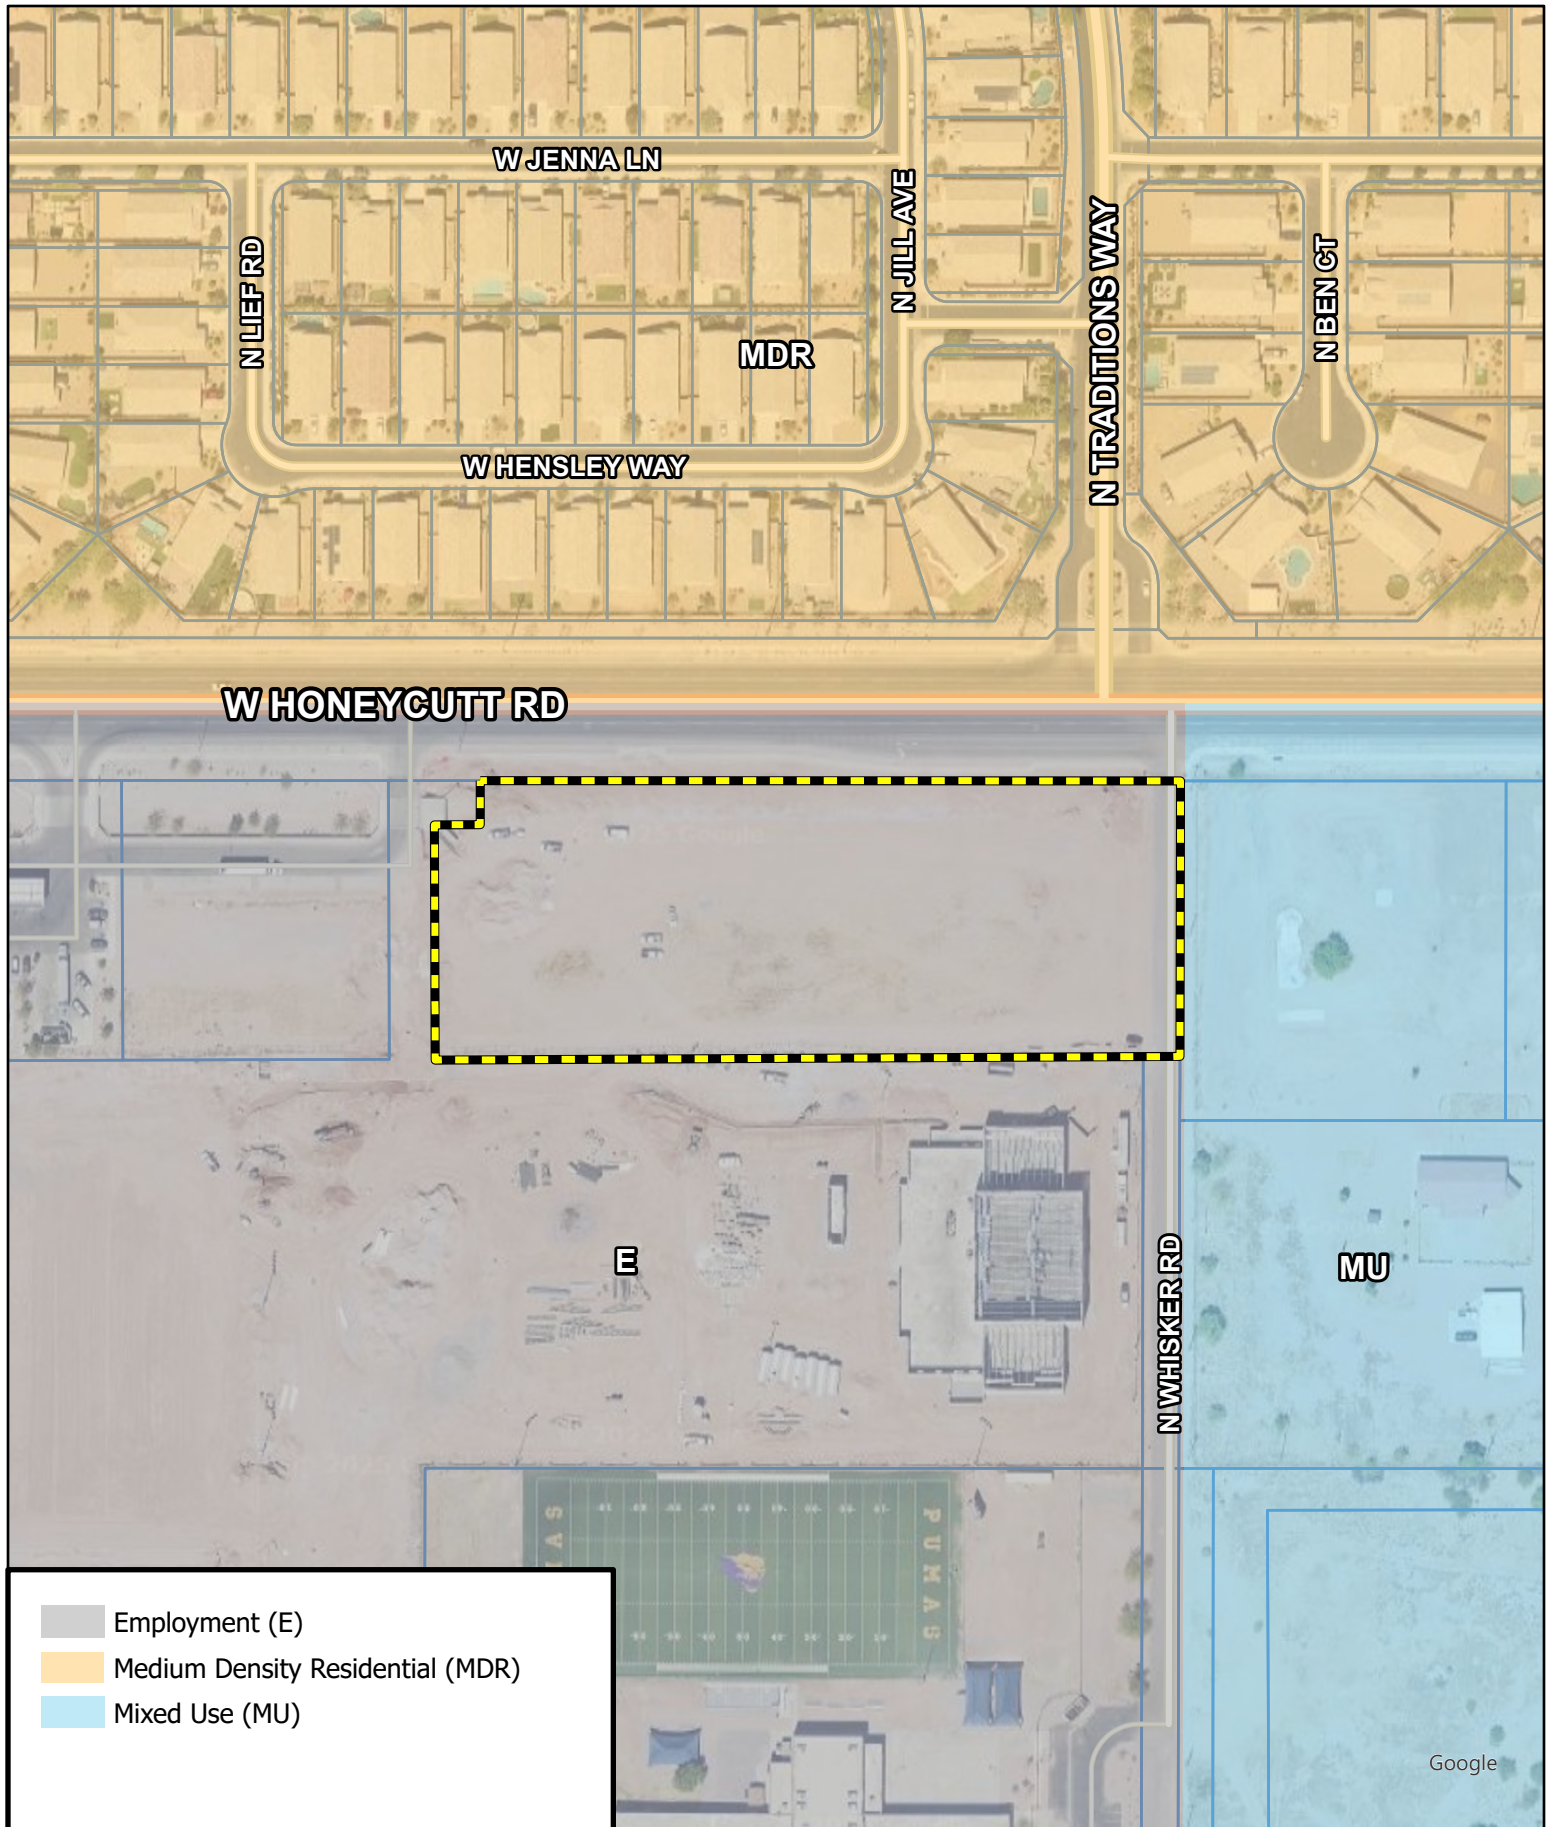 W JENNA LN
N JILL AVE
N TRADITIONS WAY
N LIEF RD
N BEN CT
MDR
W HENSLEY WAY
W HONEYCUTT RD
E
N WHISKER RD
MU
PUMAS
Employment (E)
Medium Density Residential (MDR)
Mixed Use (MU)
Google